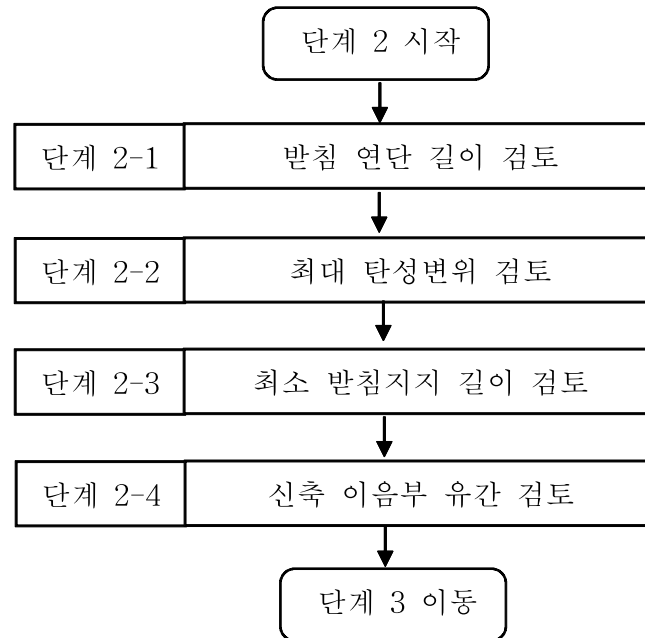 단계 2 시작
단계 2-1 받침 연단 길이 검토
단계 2-2 최대 탄성변위 검토
단계 2-3 최소 받침지지 길이 검토
단계 2-4 신축 이음부 유간 검토
단계 3 이동